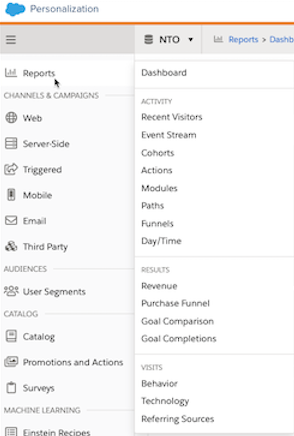 Personalization
NTO Reports > Dashb
Reports
CHANNELS & CAMPAIGNS
Web
Server-Side
Triggered
Mobile
Email
Third Party
AUDIENCES
User Segments
CATALOG
Catalog
Promotions and Actions
Surveys
MACHINE LEARNING
Einstein Recipes
Dashboard
ACTIVITY
Recent Visitors
Event Stream
Cohorts
Actions
Modules
Paths
Funnels
Day/Time
RESULTS
Revenue
Purchase Funnel
Goal Comparison
Goal Completions
VISITS
Behavior
Technology
Referring Sources